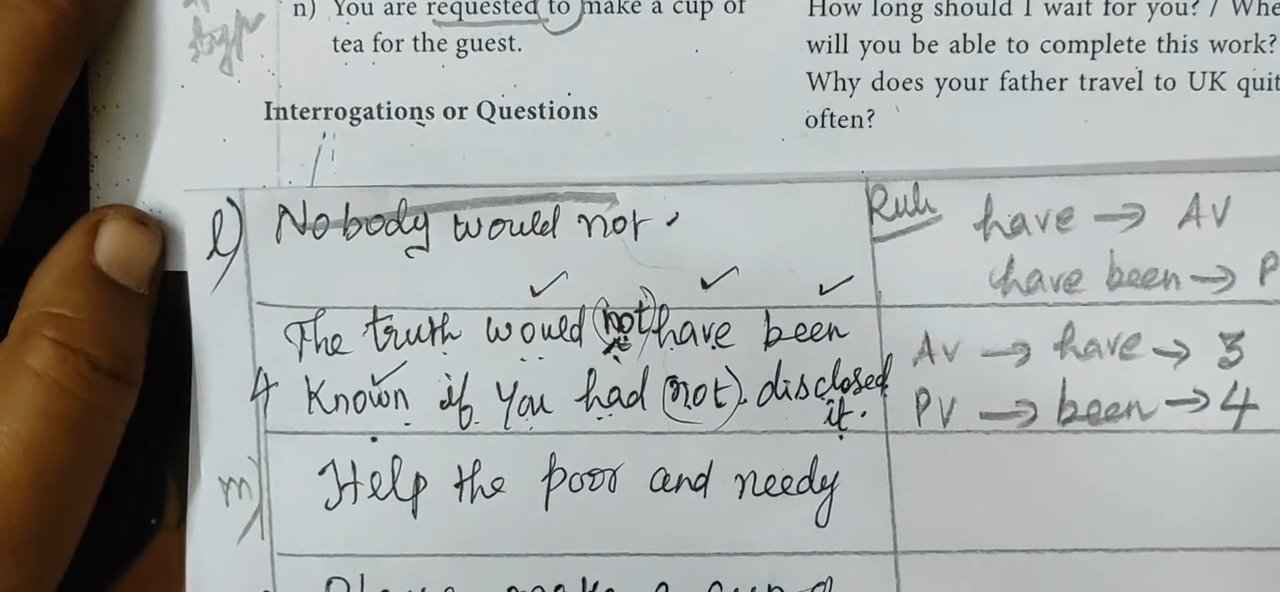 n) You are requested to make a cup of
tea for the guest.
Interrogations or Questions
How long should I wait for you? / Whe
will you be able to complete this work?
Why does your father travel to UK quit
often?
l) Nobody would not
The truth would (not) have been
4 Known if you had (not). disclosed
it.
m) Help the poor and needy
Rule have → AV
have been → P
AV → have → 3
PV → been → 4